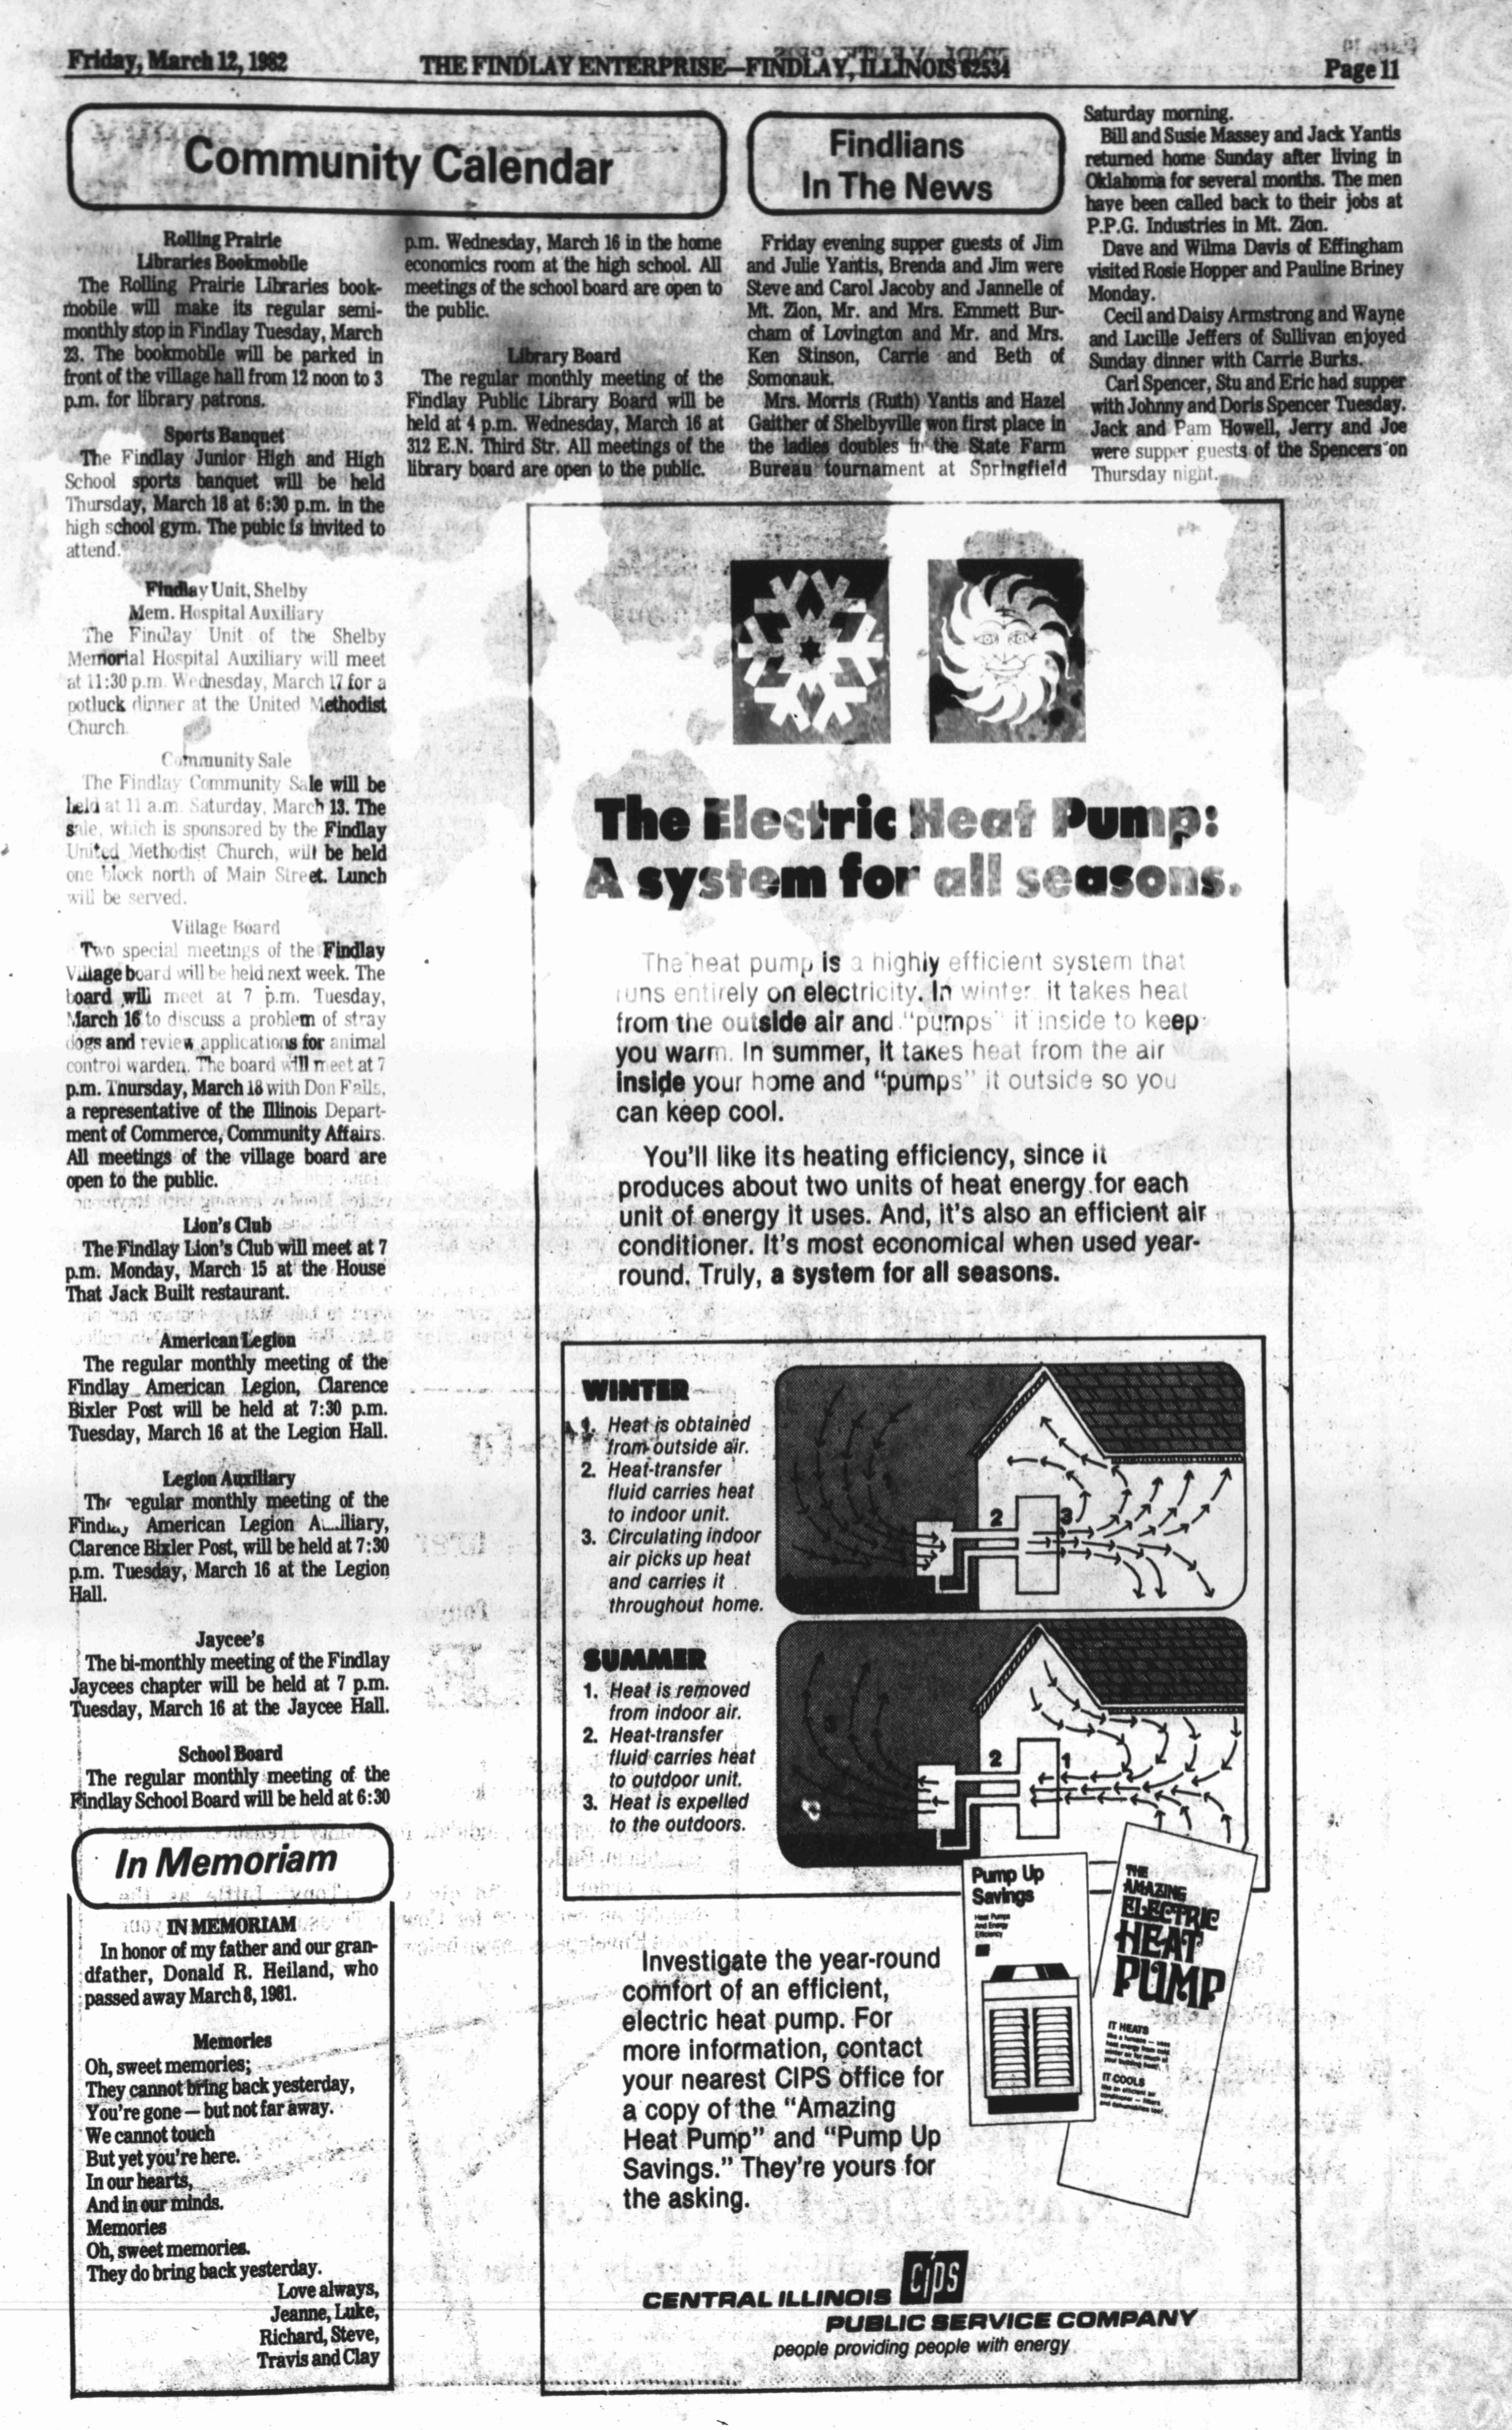 Friday, March 12, 1982
THE FINDLAY ENTERPRISE—FINDLAY, ILLINOIS 62534
Page 11
Community Calendar
Rolling Prairie
Libraries Bookmobile
The Rolling Prairie Libraries book-
mobile will make its regular semi-
monthly stop in Findlay Tuesday, March
23. The bookmobile will be parked in
front of the village hall from 12 noon to 3
p.m. for library patrons.
Sports Banquet
The Findlay Junior High and High
School sports banquet will be held
Thursday, March 18 at 6:30 p.m. in the
high school gym. The pubic is invited to
attend.
Findlay Unit, Shelby
Mem. Hospital Auxiliary
The Findlay Unit of the Shelby
Memorial Hospital Auxiliary will meet
at 11:30 p.m. Wednesday, March 17 for a
potluck dinner at the United Methodist
Church.
Community Sale
The Findlay Community Sale will be
held at 11 a.m. Saturday, March 13. The
sale, which is sponsored by the Findlay
United Methodist Church, will be held
one block north of Main Street. Lunch
will be served.
Village Board
Two special meetings of the Findlay
Village board will be held next week. The
board will meet at 7 p.m. Tuesday,
March 16 to discuss a problem of stray
dogs and review applications for animal
control warden. The board will meet at 7
p.m. Thursday, March 18 with Don Falls,
a representative of the Illinois Depart-
ment of Commerce, Community Affairs.
All meetings of the village board are
open to the public.
Lion's Club
The Findlay Lion's Club will meet at 7
p.m. Monday, March 15 at the House
That Jack Built restaurant.
American Legion
The regular monthly meeting of the
Findlay American Legion, Clarence
Bixler Post will be held at 7:30 p.m.
Tuesday, March 16 at the Legion Hall.
Legion Auxiliary
The regular monthly meeting of the
Findlay American Legion Auxiliary,
Clarence Bixler Post, will be held at 7:30
p.m. Tuesday, March 16 at the Legion
Hall.
Jaycee's
The bi-monthly meeting of the Findlay
Jaycees chapter will be held at 7 p.m.
Tuesday, March 16 at the Jaycee Hall.
School Board
The regular monthly meeting of the
Findlay School Board will be held at 6:30
p.m. Wednesday, March 16 in the home
economics room at the high school. All
meetings of the school board are open to
the public.
Library Board
The regular monthly meeting of the
Findlay Public Library Board will be
held at 4 p.m. Wednesday, March 16 at
312 E.N. Third Str. All meetings of the
library board are open to the public.
In Memoriam
IN MEMORIAM
In honor of my father and our gran-
dfather, Donald R. Heiland, who
passed away March 8, 1981.
Memories
Oh, sweet memories;
They cannot bring back yesterday,
You're gone — but not far away.
We cannot touch
But yet you're here.
In our hearts,
And in our minds.
Memories
Oh, sweet memories.
They do bring back yesterday.
Love always,
Jeanne, Luke,
Richard, Steve,
Travis and Clay
Findlians
In The News
Friday evening supper guests of Jim
and Julie Yantis, Brenda and Jim were
Steve and Carol Jacoby and Jannelle of
Mt. Zion, Mr. and Mrs. Emmett Bur-
cham of Lovington and Mr. and Mrs.
Ken Stinson, Carrie and Beth of
Somonauk.
Mrs. Morris (Ruth) Yantis and Hazel
Gaither of Shelbyville won first place in
the ladies doubles in the State Farm
Bureau tournament at Springfield
Saturday morning.
Bill and Susie Massey and Jack Yantis
returned home Sunday after living in
Oklahoma for several months. The men
have been called back to their jobs at
P.P.G. Industries in Mt. Zion.
Dave and Wilma Davis of Effingham
visited Rosie Hopper and Pauline Briney
Monday.
Cecil and Daisy Armstrong and Wayne
and Lucille Jeffers of Sullivan enjoyed
Sunday dinner with Carrie Burks.
Carl Spencer, Stu and Eric had supper
with Johnny and Doris Spencer Tuesday.
Jack and Pam Howell, Jerry and Joe
were supper guests of the Spencers on
Thursday night.
The Electric Heat Pump:
A system for all seasons.
The heat pump is a highly efficient system that
runs entirely on electricity. In winter it takes heat
from the outside air and "pumps" it inside to keep
you warm. In summer, it takes heat from the air
inside your home and "pumps" it outside so you
can keep cool.
You'll like its heating efficiency, since it
produces about two units of heat energy for each
unit of energy it uses. And, it's also an efficient air
conditioner. It's most economical when used year-
round. Truly, a system for all seasons.
WINTER
1. Heat is obtained
from outside air.
2. Heat-transfer
fluid carries heat
to indoor unit.
3. Circulating indoor
air picks up heat
and carries it
throughout home.
2
3
SUMMER
1. Heat is removed
from indoor air.
2. Heat-transfer
fluid carries heat
to outdoor unit.
3. Heat is expelled
to the outdoors.
3
2
1
Investigate the year-round
comfort of an efficient,
electric heat pump. For
more information, contact
your nearest CIPS office for
a copy of the "Amazing
Heat Pump" and "Pump Up
Savings." They're yours for
the asking.
Pump Up
Savings
Heat Pumps
And Energy
Efficiency
THE
AMAZING
ELECTRIC
HEAT
PUMP
IT HEATS
IT COOLS
CENTRAL ILLINOIS
CIPS
PUBLIC SERVICE COMPANY
people providing people with energy